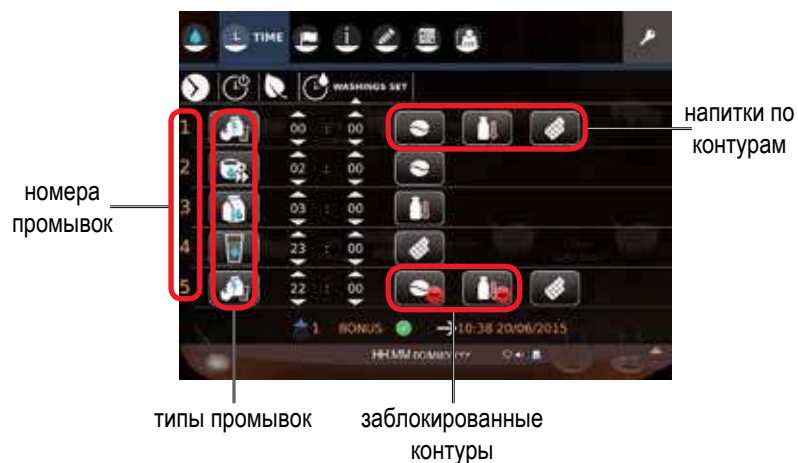 TIME
WASHINGS SET
1 00 : 00
2 02 : 00
3 03 : 00
4 23 : 00
5 22 : 00
1 BONUS 10:38 20/06/2015
HH.MM
номера
промывок
напитки по
контурам
типы промывок
заблокированные
контуры